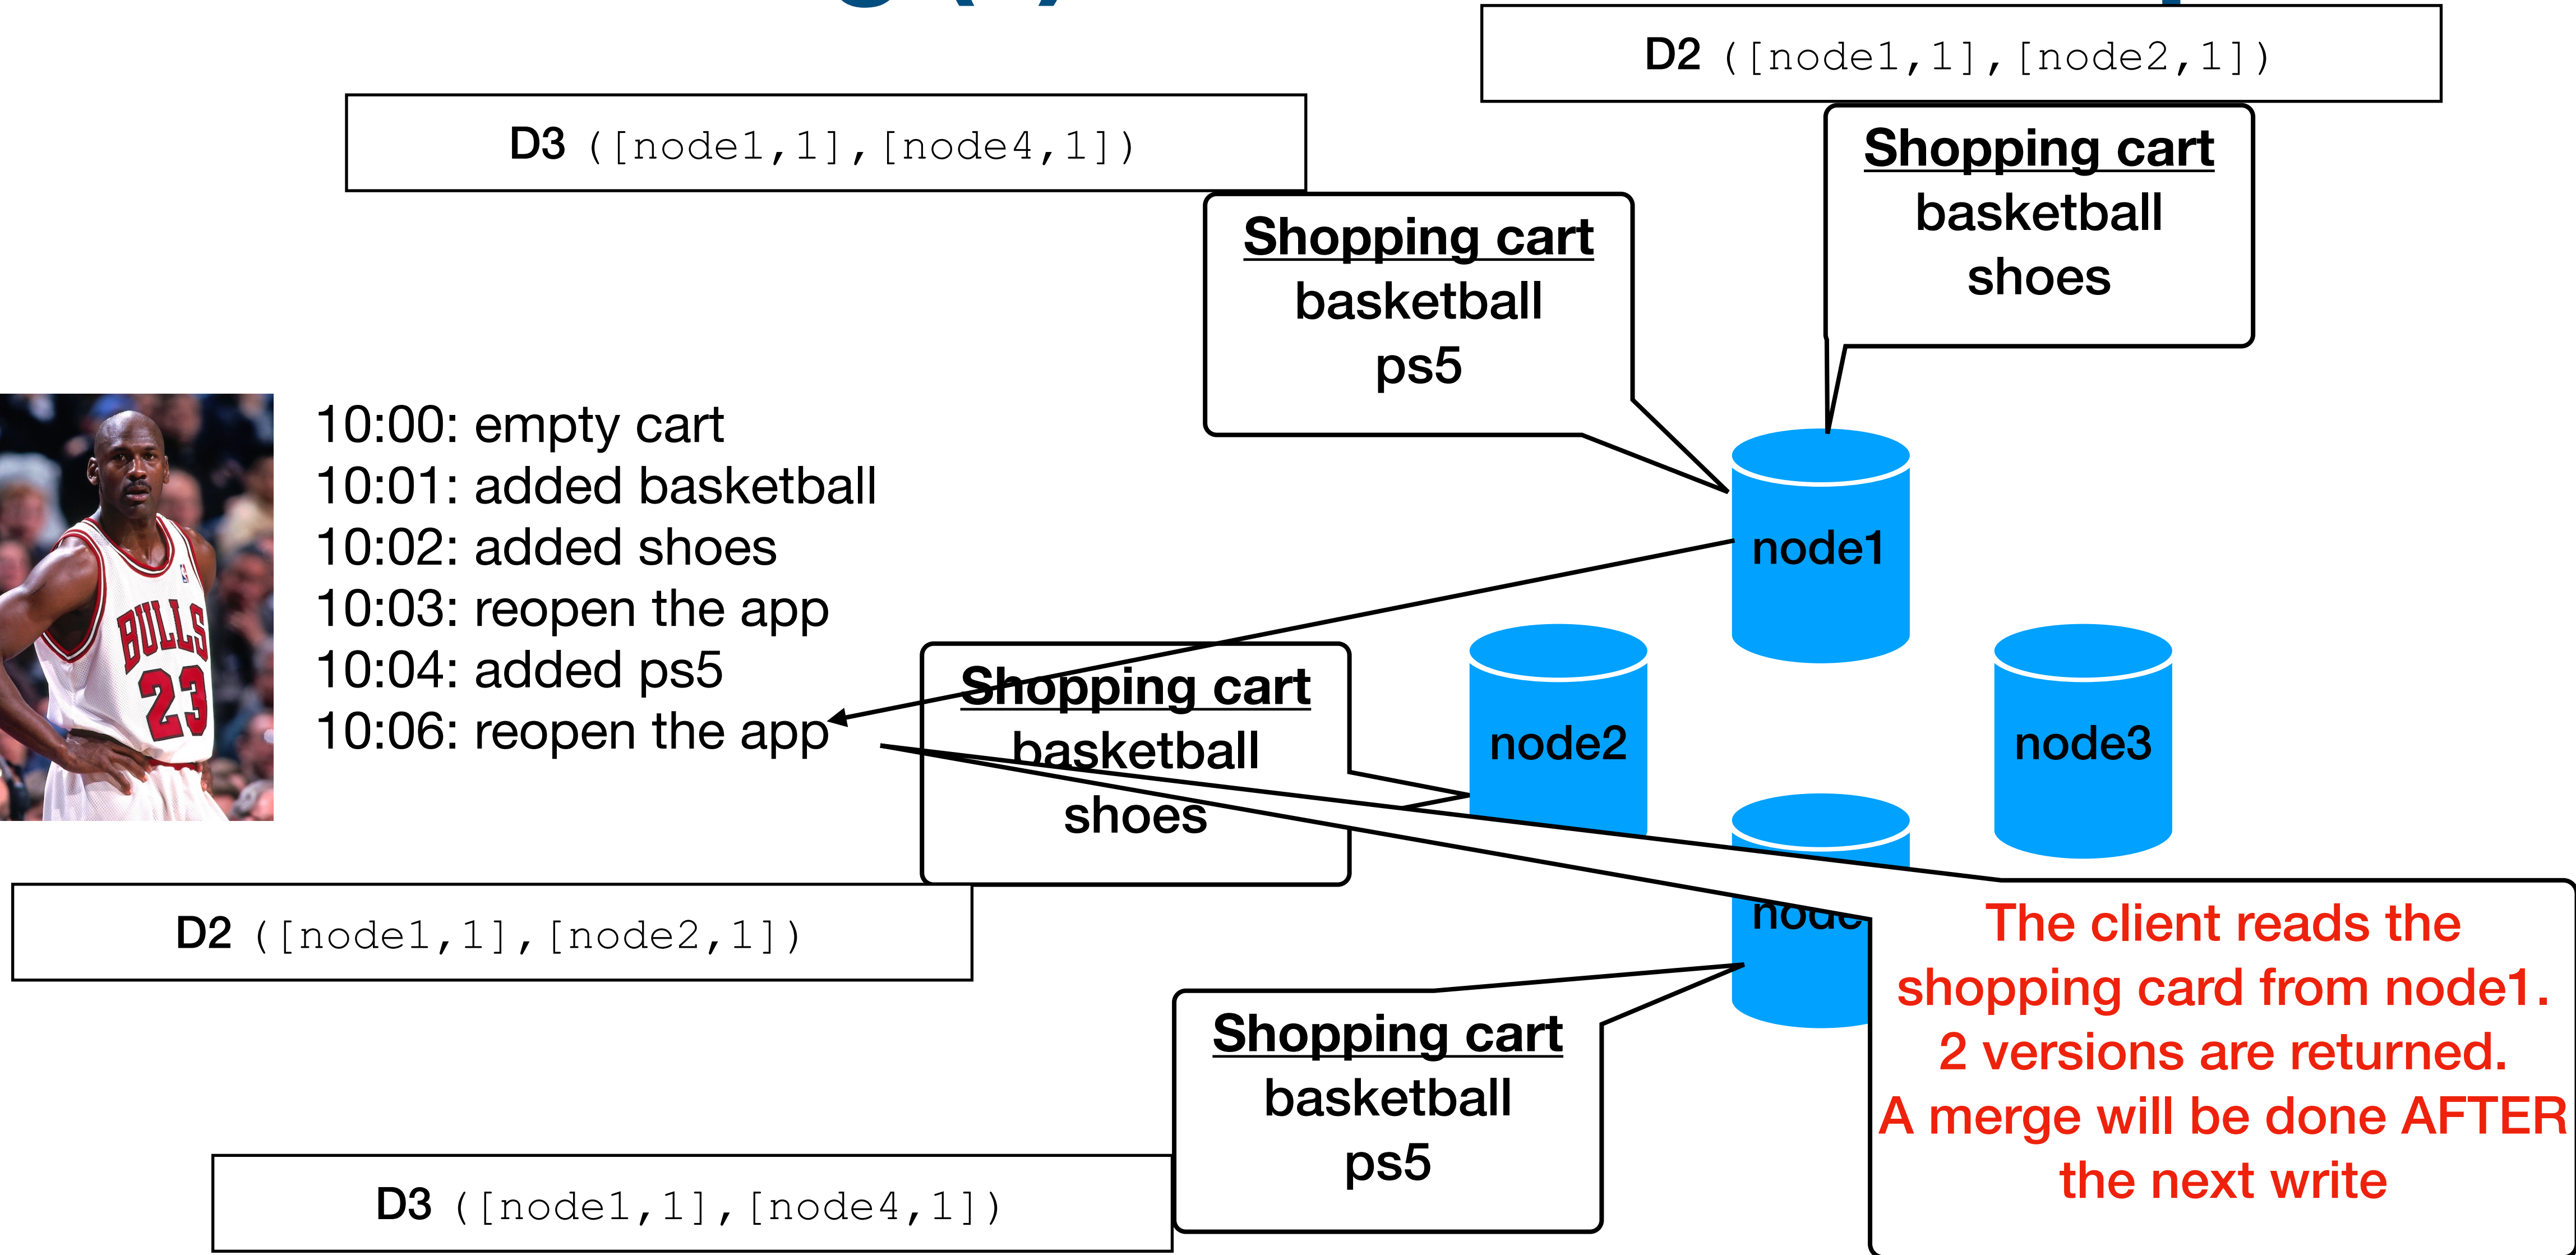 D2 ([node1,1],[node2,1])
D3 ([node1,1],[node4,1])
Shopping cart
basketball
shoes
Shopping cart
basketball
ps5
10:00: empty cart
10:01: added basketball
10:02: added shoes
10:03: reopen the app
10:04: added ps5
10:06: reopen the app
BULLS
23
node1
node2
node3
Shopping cart
basketball
shoes
D2 ([node1,1],[node2,1])
node
The client reads the
shopping card from node1.
2 versions are returned.
A merge will be done AFTER
the next write
Shopping cart
basketball
ps5
D3 ([node1,1],[node4,1])